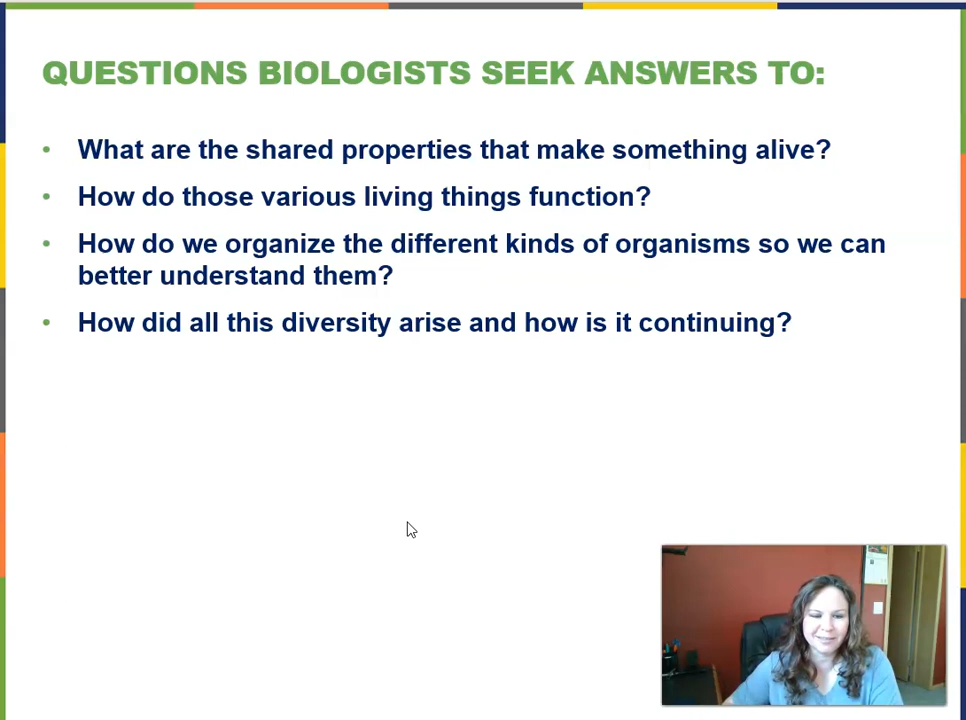 QUESTIONS BIOLOGISTS SEEK ANSWERS TO:
• What are the shared properties that make something alive?
• How do those various living things function?
• How do we organize the different kinds of organisms so we can
better understand them?
• How did all this diversity arise and how is it continuing?